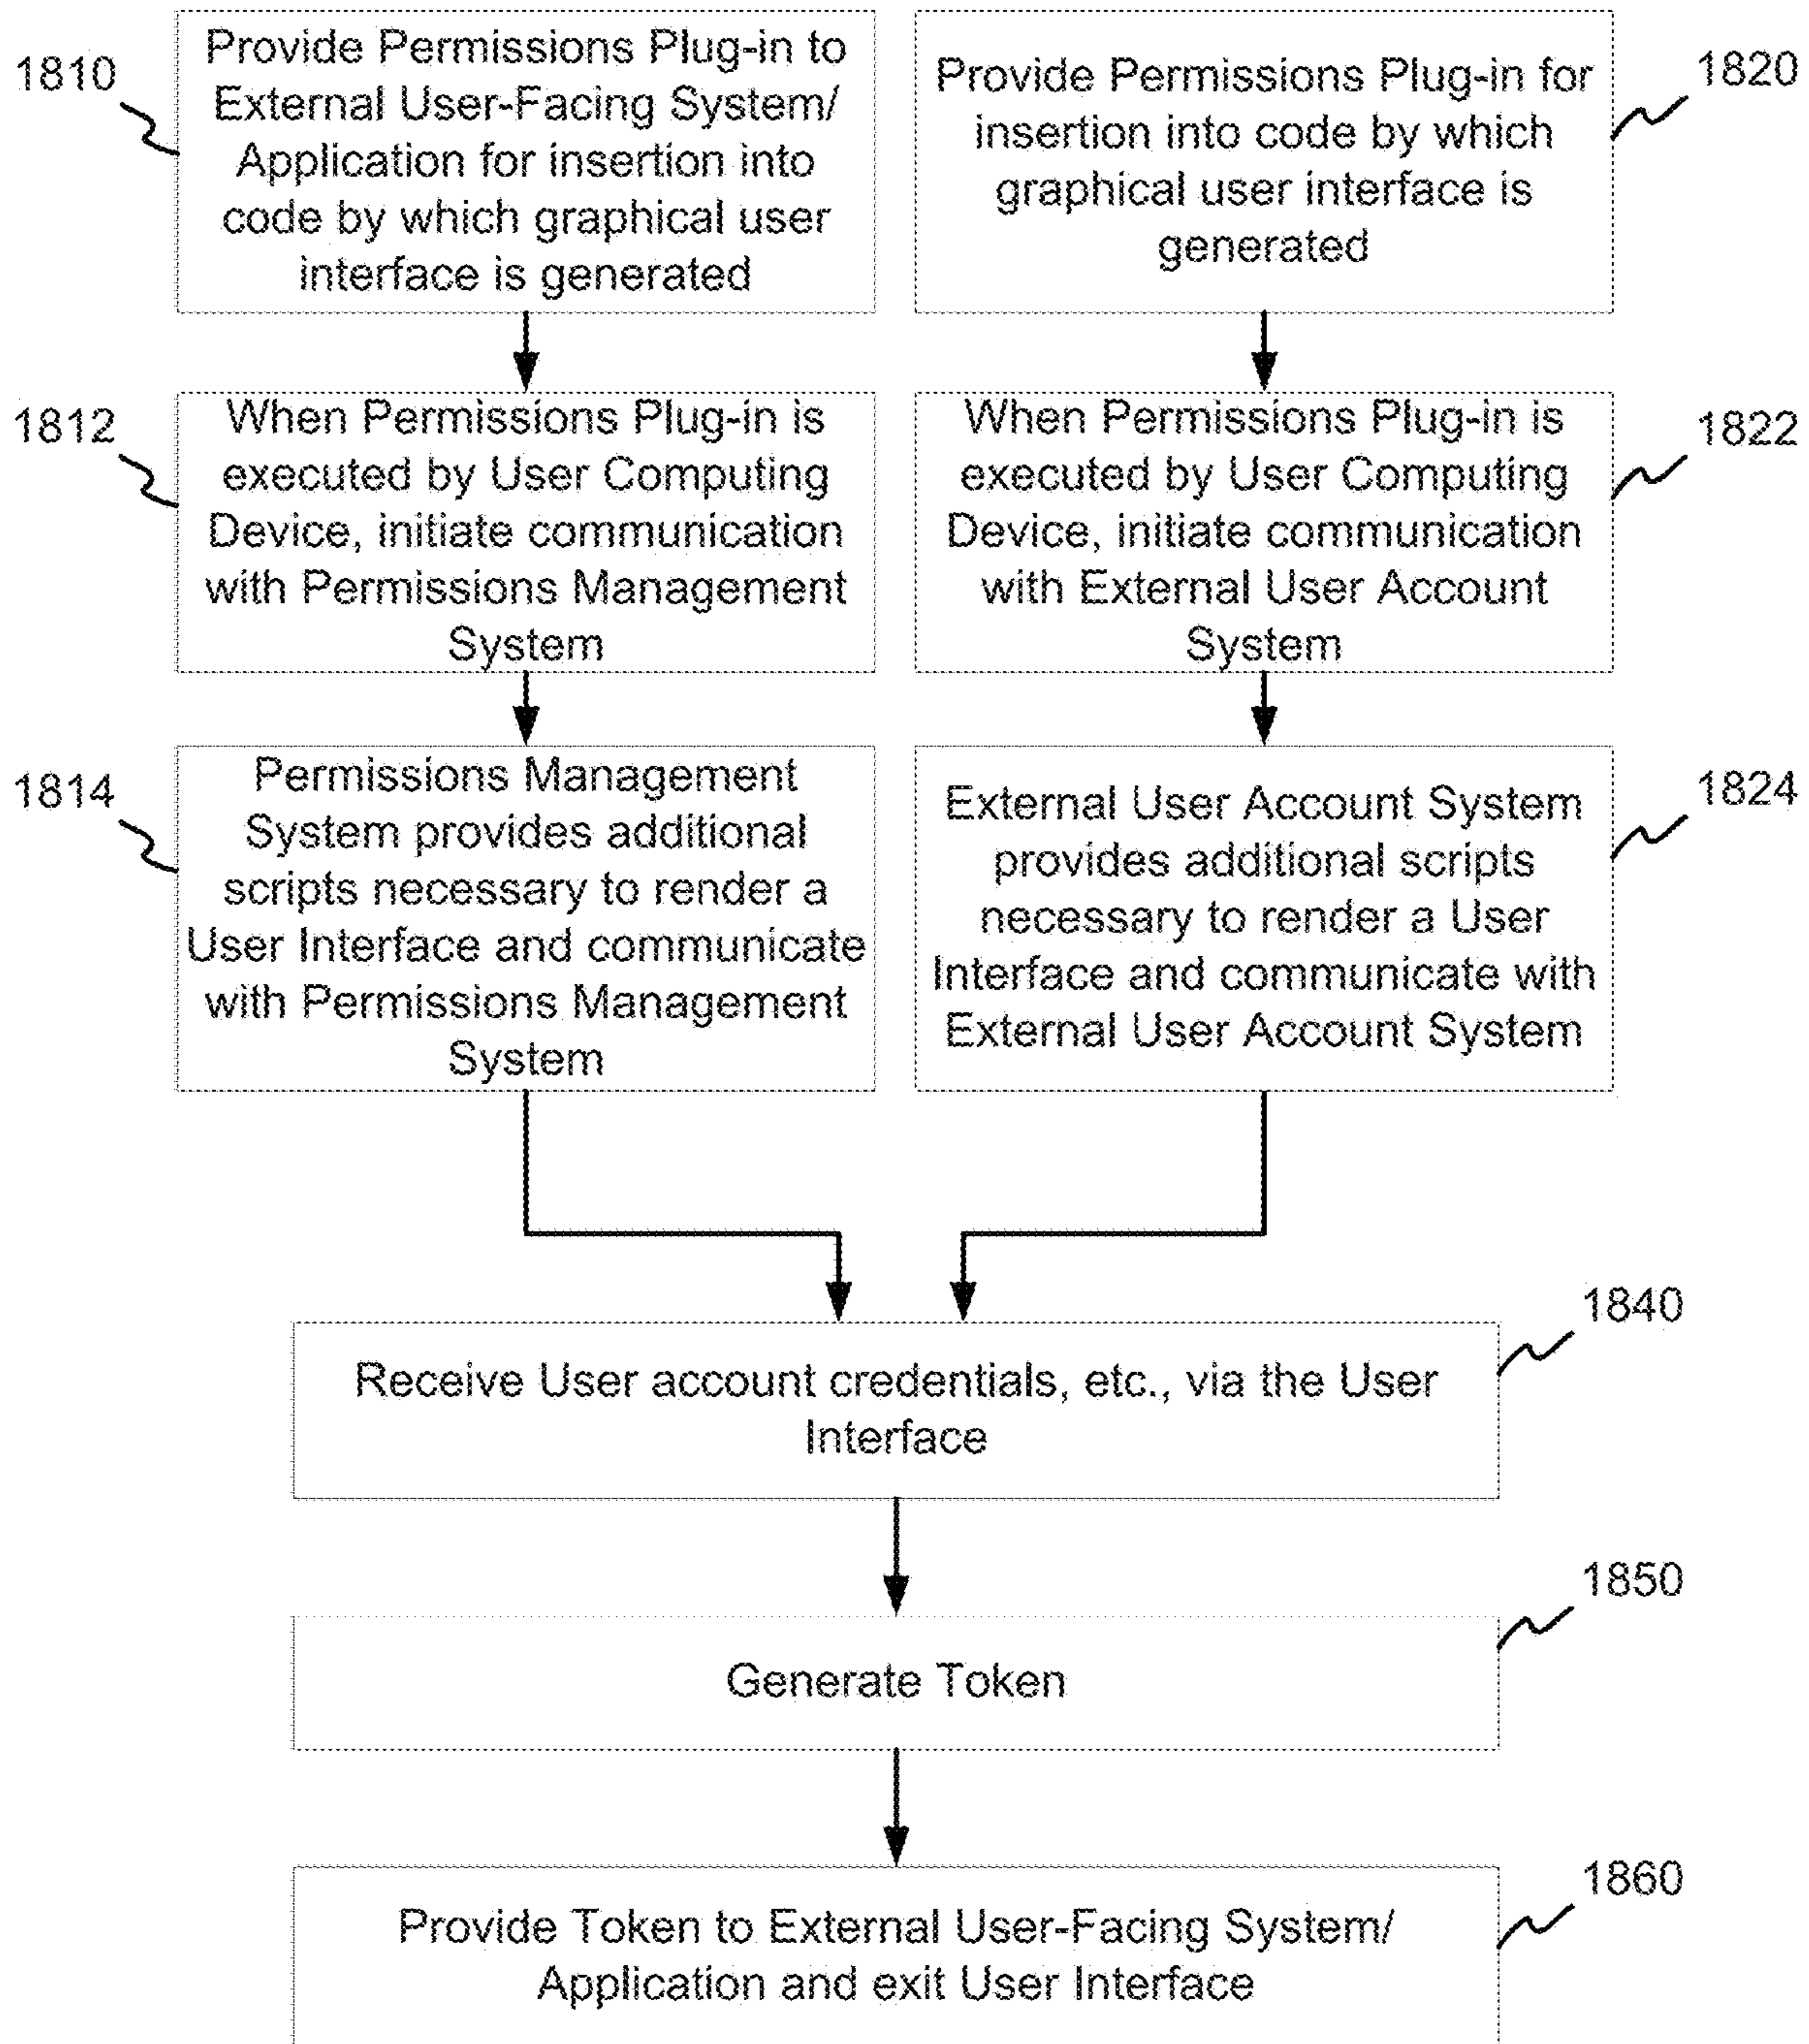 1810
Provide Permissions Plug-in to
External User-Facing System/
Application for insertion into
code by which graphical user
interface is generated
1820
Provide Permissions Plug-in for
insertion into code by which
graphical user interface is
generated
1812
When Permissions Plug-in is
executed by User Computing
Device, initiate communication
with Permissions Management
System
1822
When Permissions Plug-in is
executed by User Computing
Device, initiate communication
with External User Account
System
1814
Permissions Management
System provides additional
scripts necessary to render a
User Interface and communicate
with Permissions Management
System
1824
External User Account System
provides additional scripts
necessary to render a User
Interface and communicate with
External User Account System
1840
Receive User account credentials, etc., via the User
Interface
1850
Generate Token
1860
Provide Token to External User-Facing System/
Application and exit User Interface